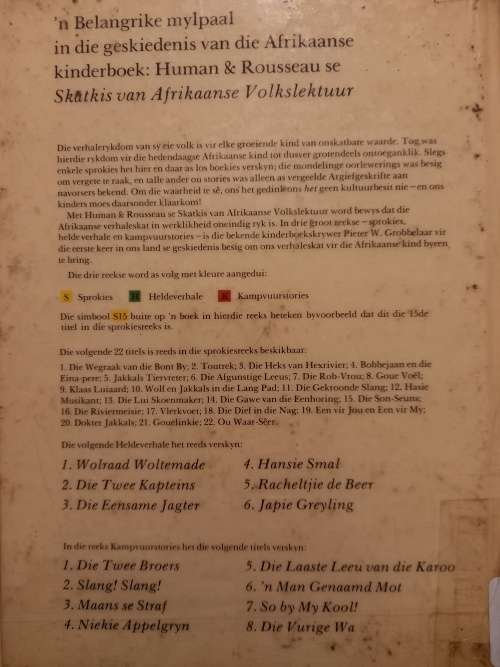 'n Belangrike mylpaal
in die geskiedenis van die Afrikaanse
kinderboek: Human & Rousseau se
Skatkis van Afrikaanse Volkslektuur
Die verhalerykdom van sy eie volk is vir elke groeiende kind van onskatbare waarde. Tog was
hierdie rykdom vir die hedendaagse Afrikaanse kind tot dusver grotendeels ontoeganklik. Slegs
enkele sprokies het hier en daar as los boekies verskyn; die mondelinge oorlewerings was besig
om vergete te raak, en talle ander ou stories was alleen as vergeelde Argiefgeskrifte aan
navorsers bekend. Om die waarheid te sê, ons het gedink ons het geen kultuurbesit nie – en ons
kinders moes daarsonder klaarkom!
Met Human & Rousseau se Skatkis van Afrikaanse Volkslektuur word bewys dat die
Afrikaanse verhaleskat in werklikheid oneindig ryk is. In drie groot reekse – sprokies,
heldeverhale en kampvuurstories – is die bekende kinderboekskrywer Pieter W. Grobbelaar vir
die eerste keer in ons land se geskiedenis besig om ons verhaleskat vir die Afrikaanse kind byeen
te bring.
Die drie reekse word as volg met kleure aangedui:
S Sprokies H Heldeverhale K Kampvuurstories
Die simbool S15 buite op 'n boek in hierdie reeks beteken byvoorbeeld dat dit die 15de
titel in die sprokiesreeks is.
Die volgende 22 titels is reeds in die sprokiesreeks beskikbaar:
1. Die Wegraak van die Bont By; 2. Toutrek; 3. Die Heks van Hexrivier; 4. Bobbejaan en die
Eina-pere; 5. Jakkals Tiervreter; 6. Die Afgunstige Leeus; 7. Die Rob-Vrou; 8. Goue Voël;
9. Klaas Luiaard; 10. Wolf en Jakkals in die Lang Pad; 11. Die Gekroonde Slang; 12. Hasie
Musikant; 13. Die Lui Skoenmaker; 14. Die Gawe van die Eenhoring; 15. Die Son-Seuns;
16. Die Riviermeisie; 17. Vlerkvoet; 18. Die Dief in die Nag; 19. Een vir Jou en Een vir My;
20. Dokter Jakkals; 21. Gouelinkie; 22. Ou Waar-Sêer.
Die volgende Heldeverhale het reeds verskyn:
1. Wolraad Woltemade
2. Die Twee Kapteins
3. Die Eensame Jagter
4. Hansie Smal
5. Racheltjie de Beer
6. Japie Greyling
In die reeks Kampvuurstories het die volgende titels verskyn:
1. Die Twee Broers
2. Slang! Slang!
3. Maans se Straf
4. Niekie Appelgryn
5. Die Laaste Leeu van die Karoo
6. 'n Man Genaamd Mot
7. So by My Kool!
8. Die Vurige Wa